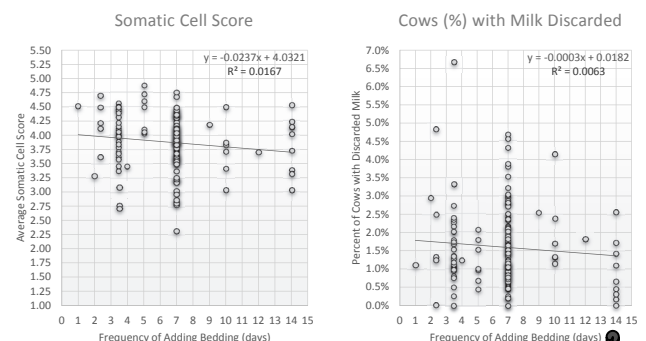 Somatic Cell Score
y = -0.0237x + 4.0321
R² = 0.0167
5.50
5.25
5.00
4.75
4.50
4.25
4.00
3.75
3.50
3.25
3.00
2.75
2.50
2.25
2.00
1.75
1.50
1.25
1.00
Average Somatic Cell Score
0 1 2 3 4 5 6 7 8 9 10 11 12 13 14 15
Frequency of Adding Bedding (days)
Cows (%) with Milk Discarded
y = -0.0003x + 0.0182
R² = 0.0063
7.0%
6.5%
6.0%
5.5%
5.0%
4.5%
4.0%
3.5%
3.0%
2.5%
2.0%
1.5%
1.0%
0.5%
0.0%
Percent of Cows with Discarded Milk
0 1 2 3 4 5 6 7 8 9 10 11 12 13 14 15
Frequency of Adding Bedding (days)